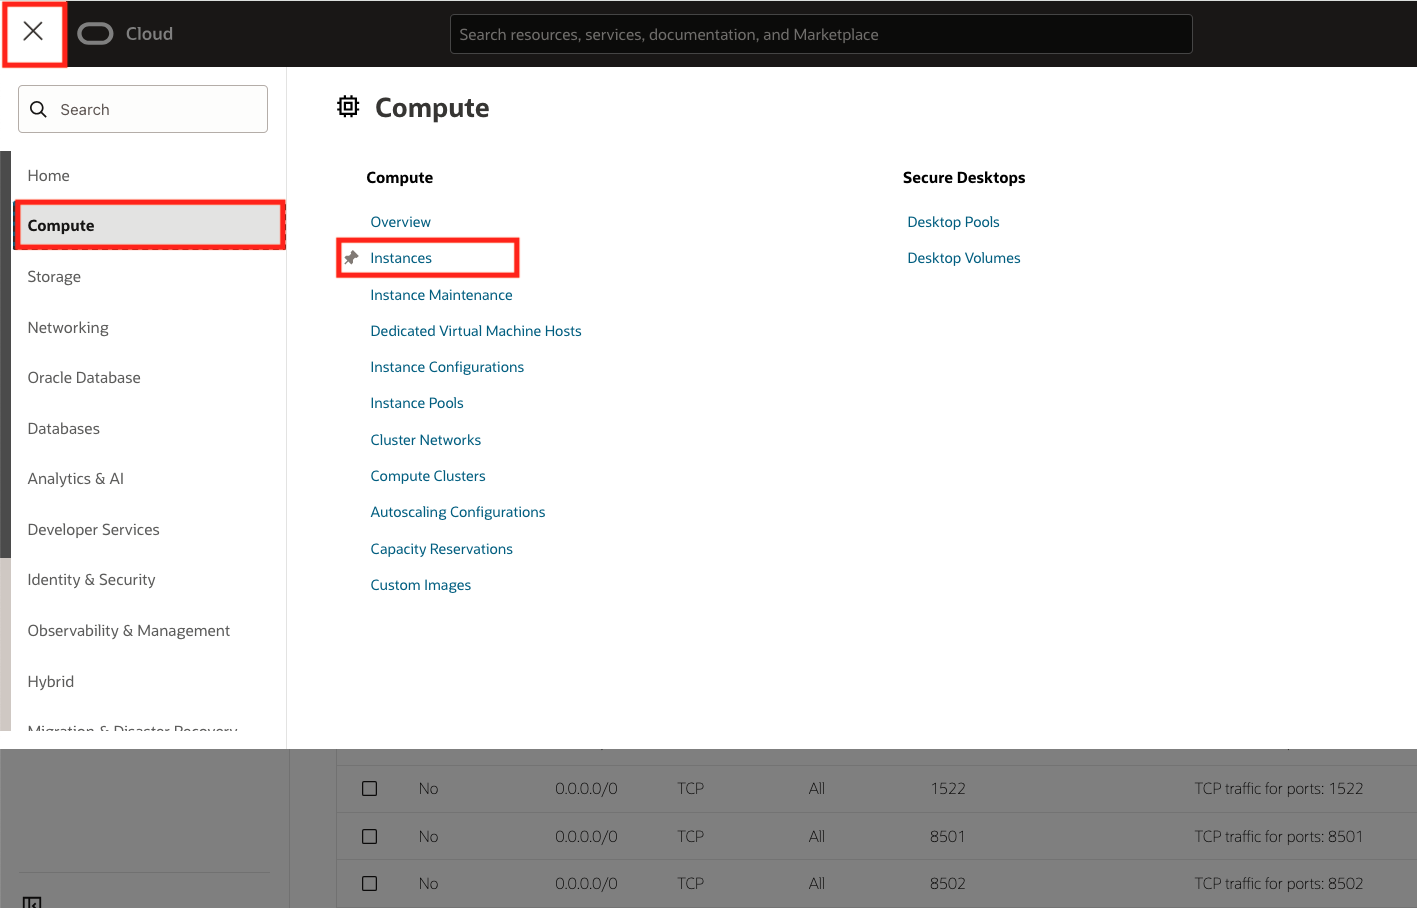 Cloud
Search resources, services, documentation, and Marketplace
Search
Home
Compute
Storage
Networking
Oracle Database
Databases
Analytics & AI
Developer Services
Identity & Security
Observability & Management
Hybrid
Migration & Disaster Recovery
Compute
Compute
Overview
Instances
Instance Maintenance
Dedicated Virtual Machine Hosts
Instance Configurations
Instance Pools
Cluster Networks
Compute Clusters
Autoscaling Configurations
Capacity Reservations
Custom Images
Secure Desktops
Desktop Pools
Desktop Volumes
No 0.0.0.0/0 TCP All 1522 TCP traffic for ports: 1522
No 0.0.0.0/0 TCP All 8501 TCP traffic for ports: 8501
No 0.0.0.0/0 TCP All 8502 TCP traffic for ports: 8502